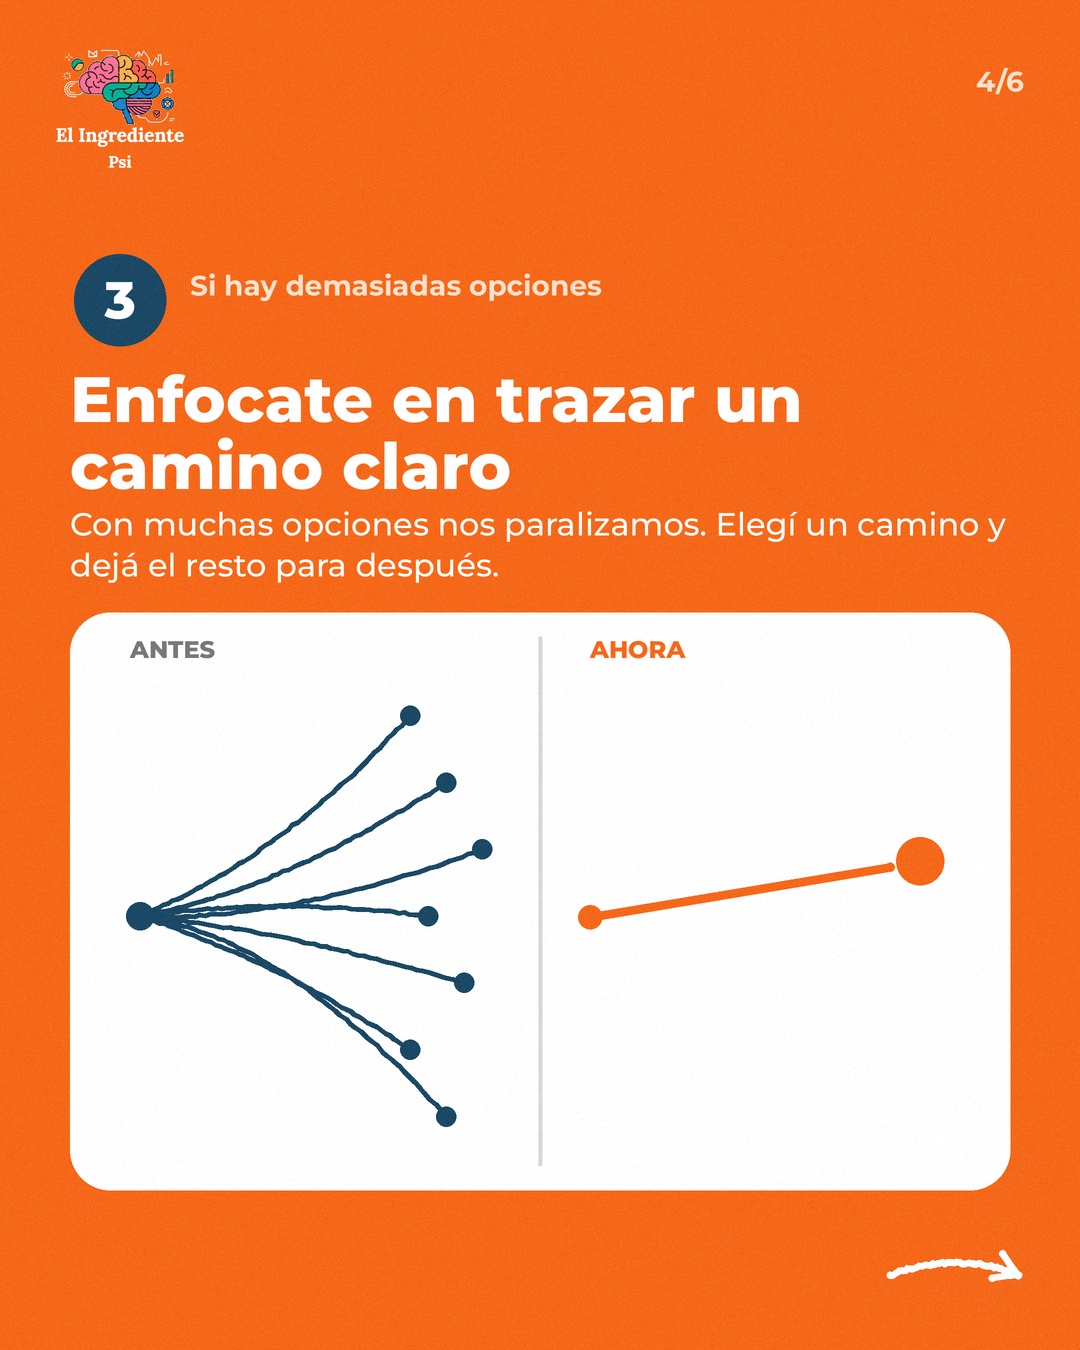 El Ingrediente
Psi
4/6
3
Si hay demasiadas opciones
Enfocate en trazar un
camino claro
Con muchas opciones nos paralizamos. Elegí un camino y
dejá el resto para después.
ANTES
AHORA